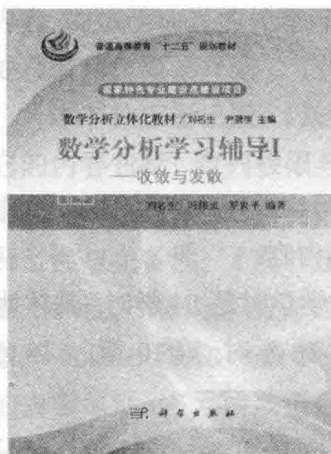 普通高等教育“十二五”规划教材
国家特色专业建设点建设项目
数学分析立体化教材/刘名生 主编
数学分析学习辅导I
——收敛与发散
刘名生 冯伟贞 罗世平 编著
科学出版社